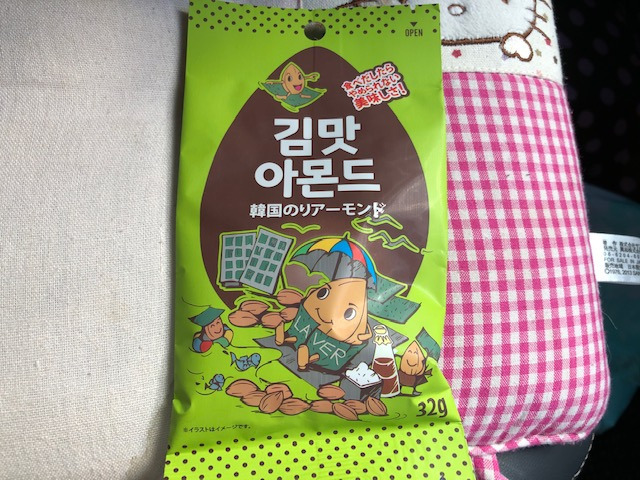 OPEN
食べだしたら
やめられない
美味しさ!
김맛
아몬드
韓国のりアーモンド
LAVER
32g
※イラストはイメージです。